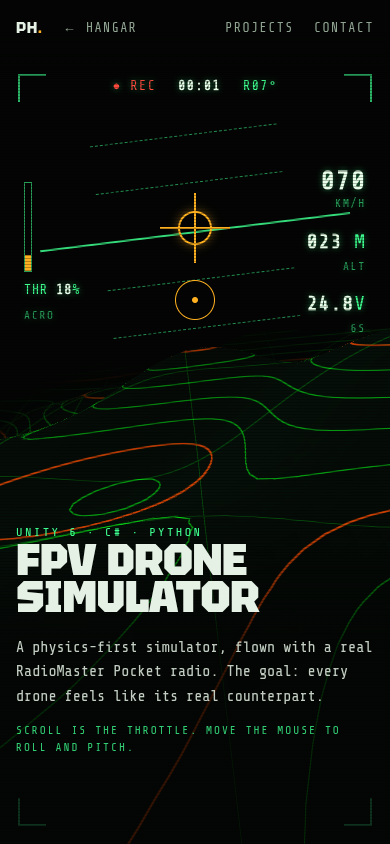 PH.
← HANGAR
PROJECTS CONTACT
REC 00:01 R07°
070
KM/H
023 M
ALT
THR 18%
ACRO
24.8V
6S
UNITY 6 · C# · PYTHON
FPV DRONE
SIMULATOR
A physics-first simulator, flown with a real
RadioMaster Pocket radio. The goal: every
drone feels like its real counterpart.
SCROLL IS THE THROTTLE. MOVE THE MOUSE TO
ROLL AND PITCH.